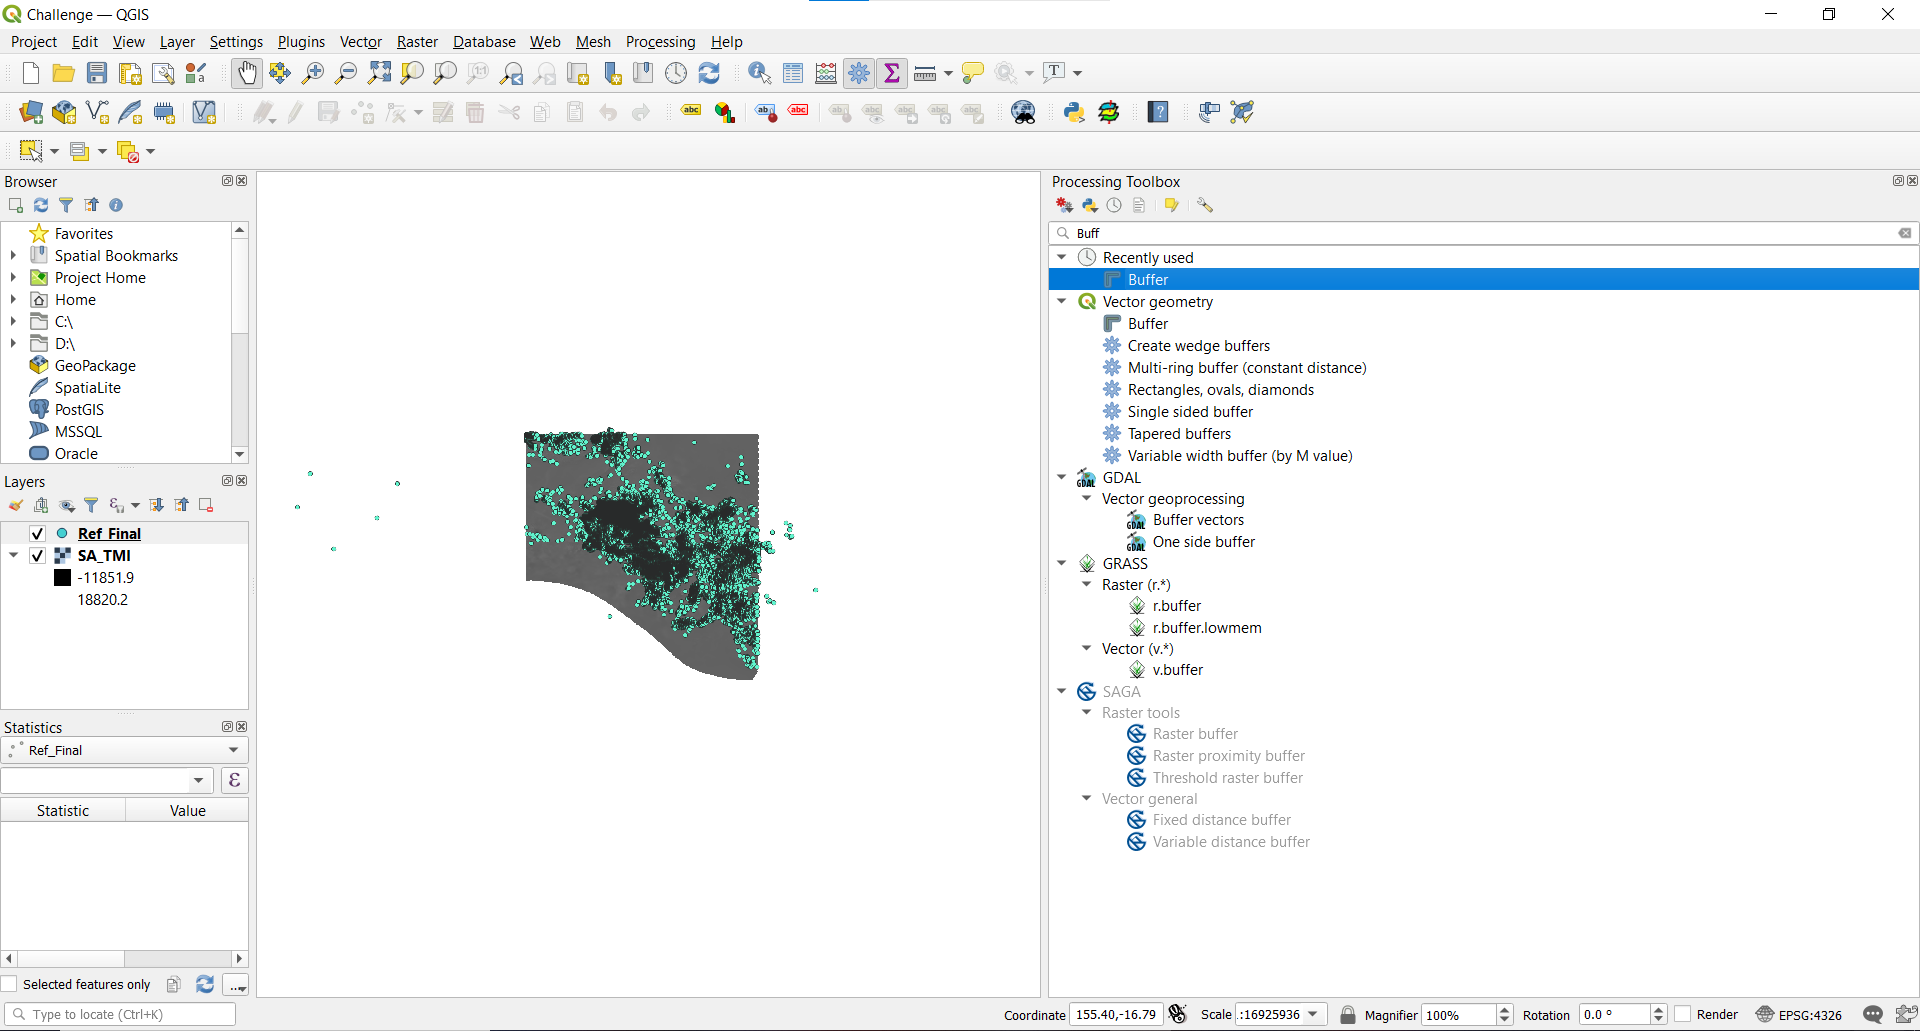 Challenge — QGIS
Project Edit View Layer Settings Plugins Vector Raster Database Web Mesh Processing Help
Browser
Favorites
Spatial Bookmarks
Project Home
Home
C:\
D:\
GeoPackage
SpatiaLite
PostGIS
MSSQL
Oracle
Layers
Ref_Final
SA_TMI
-11851.9
18820.2
Statistics
Ref_Final
Statistic Value
Selected features only
Type to locate (Ctrl+K)
Processing Toolbox
Buff
Recently used
Buffer
Vector geometry
Buffer
Create wedge buffers
Multi-ring buffer (constant distance)
Rectangles, ovals, diamonds
Single sided buffer
Tapered buffers
Variable width buffer (by M value)
GDAL
Vector geoprocessing
Buffer vectors
One side buffer
GRASS
Raster (r.*)
r.buffer
r.buffer.lowmem
Vector (v.*)
v.buffer
SAGA
Raster tools
Raster buffer
Raster proximity buffer
Threshold raster buffer
Vector general
Fixed distance buffer
Variable distance buffer
Coordinate 155.40,-16.79 Scale .:16925936 Magnifier 100% Rotation 0.0 ° Render EPSG:4326